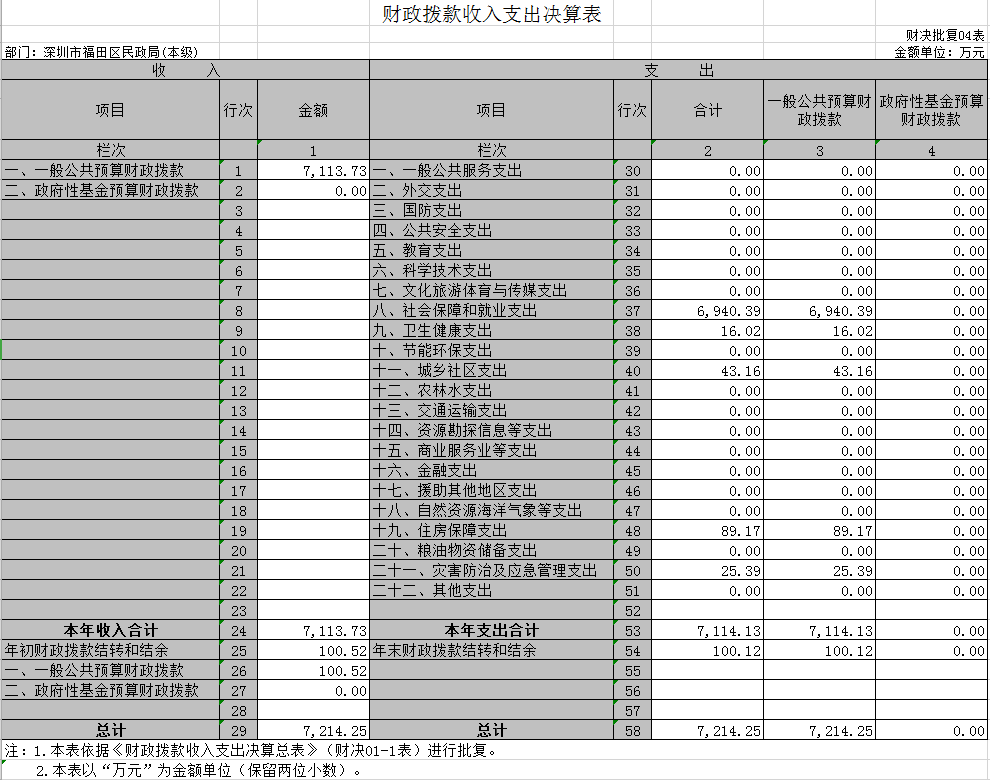 财政拨款收入支出决算表
财决批复04表
部门：深圳市福田区民政局(本级) 金额单位：万元
收 入 支 出
项目 行次 金额 项目 行次 合计 一般公共预算财政拨款 政府性基金预算财政拨款
栏次 1 栏次 2 3 4
一、一般公共预算财政拨款 1 7,113.73 一、一般公共服务支出 30 0.00 0.00 0.00
二、政府性基金预算财政拨款 2 0.00 二、外交支出 31 0.00 0.00 0.00
3 三、国防支出 32 0.00 0.00 0.00
4 四、公共安全支出 33 0.00 0.00 0.00
5 五、教育支出 34 0.00 0.00 0.00
6 六、科学技术支出 35 0.00 0.00 0.00
7 七、文化旅游体育与传媒支出 36 0.00 0.00 0.00
8 八、社会保障和就业支出 37 6,940.39 6,940.39 0.00
9 九、卫生健康支出 38 16.02 16.02 0.00
10 十、节能环保支出 39 0.00 0.00 0.00
11 十一、城乡社区支出 40 43.16 43.16 0.00
12 十二、农林水支出 41 0.00 0.00 0.00
13 十三、交通运输支出 42 0.00 0.00 0.00
14 十四、资源勘探信息等支出 43 0.00 0.00 0.00
15 十五、商业服务业等支出 44 0.00 0.00 0.00
16 十六、金融支出 45 0.00 0.00 0.00
17 十七、援助其他地区支出 46 0.00 0.00 0.00
18 十八、自然资源海洋气象等支出 47 0.00 0.00 0.00
19 十九、住房保障支出 48 89.17 89.17 0.00
20 二十、粮油物资储备支出 49 0.00 0.00 0.00
21 二十一、灾害防治及应急管理支出 50 25.39 25.39 0.00
22 二十二、其他支出 51 0.00 0.00 0.00
23 52
本年收入合计 24 7,113.73 本年支出合计 53 7,114.13 7,114.13 0.00
年初财政拨款结转和结余 25 100.52 年末财政拨款结转和结余 54 100.12 100.12 0.00
一、一般公共预算财政拨款 26 100.52 55
二、政府性基金预算财政拨款 27 0.00 56
28 57
总计 29 7,214.25 总计 58 7,214.25 7,214.25 0.00
注：1.本表依据《财政拨款收入支出决算总表》（财决01-1表）进行批复。
2.本表以“万元”为金额单位（保留两位小数）。